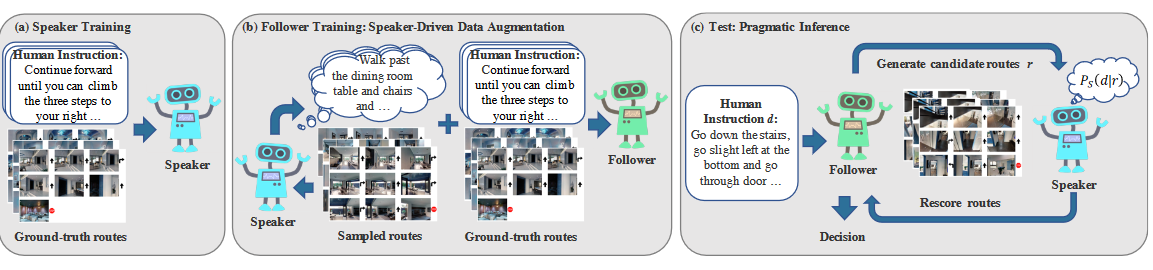 (a) Speaker Training
Human Instruction:
Continue forward
until you can climb
the three steps to
your right …
Speaker
Ground-truth routes
(b) Follower Training: Speaker-Driven Data Augmentation
Walk past
the dining room
table and chairs
and …
Speaker
Sampled routes
+
Human Instruction:
Continue forward
until you can climb
the three steps to
your right …
Ground-truth routes
Follower
(c) Test: Pragmatic Inference
Human
Instruction d:
Go down the stairs,
go slight left at the
bottom and go
through door …
Follower
Generate candidate routes r
P_S(d|r)
Speaker
Rescore routes
Decision